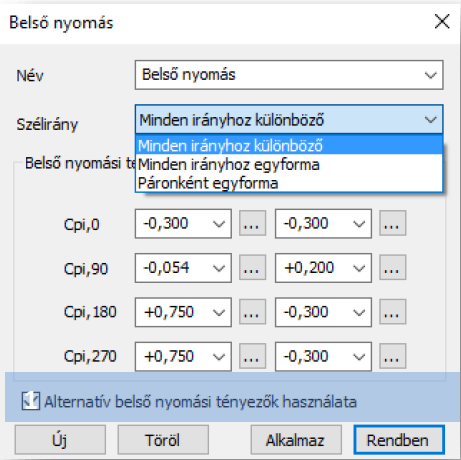 Belső nyomás
Név Belső nyomás
Szélirány Minden irányhoz különböző
Minden irányhoz különböző
Minden irányhoz egyforma
Páronként egyforma
Belső nyomási té
Cpi,0 -0,300 ... -0,300 ...
Cpi,90 -0,054 ... +0,200 ...
Cpi,180 +0,750 ... -0,300 ...
Cpi,270 +0,750 ... -0,300 ...
Alternatív belső nyomási tényezők használata
Új Töröl Alkalmaz Rendben